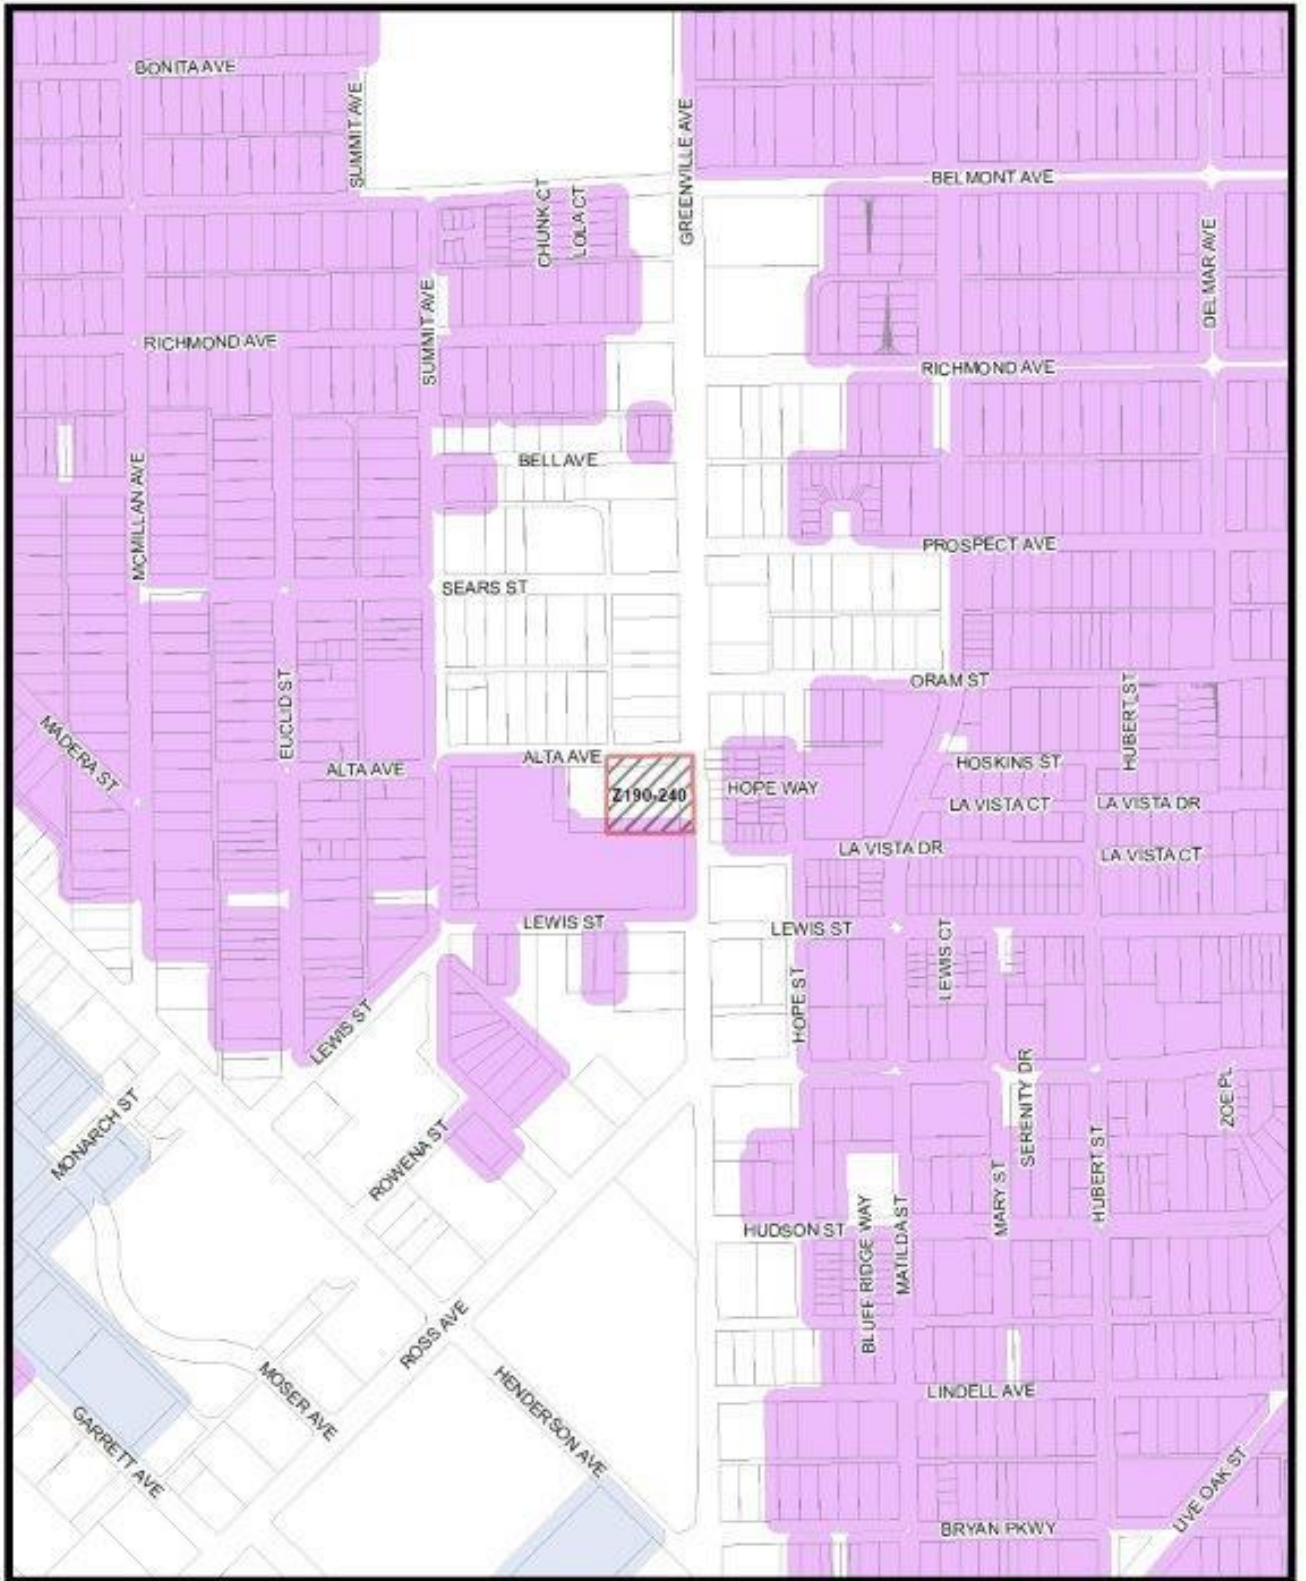 BONITA AVE
SUMMIT AVE
GREENVILLE AVE
BELMONT AVE
CHUNK CT
LOLA CT
DELMAR AVE
SUMMIT AVE
RICHMOND AVE
RICHMOND AVE
BELL AVE
MCMILLAN AVE
PROSPECT AVE
SEARS ST
ORAM ST
EUCLID ST
HUBERT ST
MADERA ST
ALTA AVE
ALTA AVE
HOSKINS ST
Z190-240
HOPE WAY
LA VISTA CT
LA VISTA DR
LA VISTA DR
LA VISTA CT
LEWIS ST
LEWIS ST
LEWIS CT
HOPE ST
LEWIS ST
SERENITY DR
ZOE PL
MONARCH ST
ROWENA ST
MARY ST
HUBERT ST
HUDSON ST
BLUFF RIDGE WAY
MATILDA ST
ROSS AVE
MOSER AVE
HENDERSON AVE
LINDELL AVE
GARRETT AVE
LIVE OAK ST
BRYAN PKWY